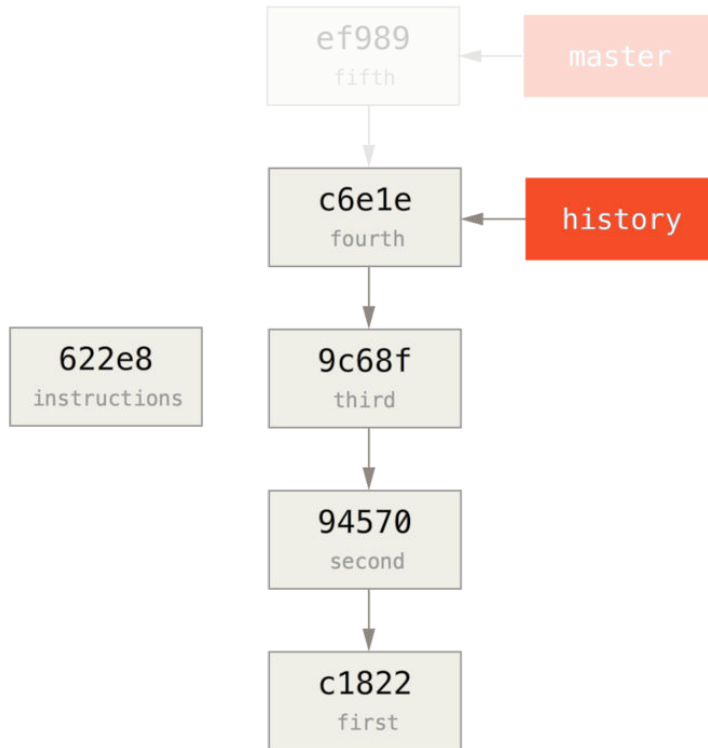 ef989
fifth
master
c6e1e
fourth
history
622e8
instructions
9c68f
third
94570
second
c1822
first